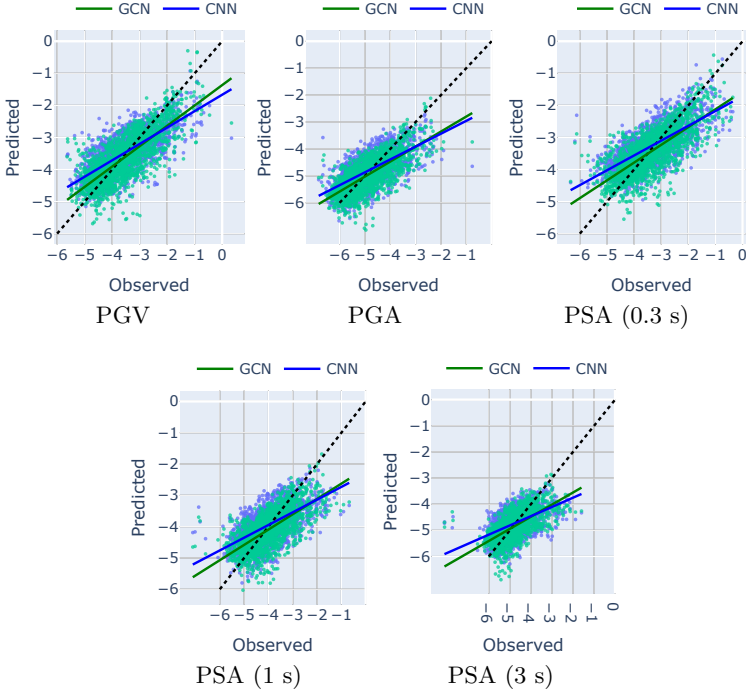 GCN CNN
GCN CNN
GCN CNN
0
−1
−2
−3
−4
−5
−6
Predicted
−6 −5 −4 −3 −2 −1 0
Observed
PGV
0
−1
−2
−3
−4
−5
−6
Predicted
−6 −5 −4 −3 −2 −1 0
Observed
PGA
0
−1
−2
−3
−4
−5
−6
Predicted
−6 −5 −4 −3 −2 −1 0
Observed
PSA (0.3 s)
GCN CNN
GCN CNN
0
−1
−2
−3
−4
−5
−6
Predicted
−6 −5 −4 −3 −2 −1
Observed
PSA (1 s)
0
−1
−2
−3
−4
−5
−6
Predicted
−6 −5 −4 −3 −2 −1 0
Observed
PSA (3 s)